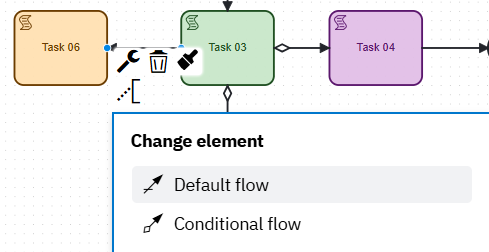 Task 06
Task 03
Task 04
Change element
Default flow
Conditional flow